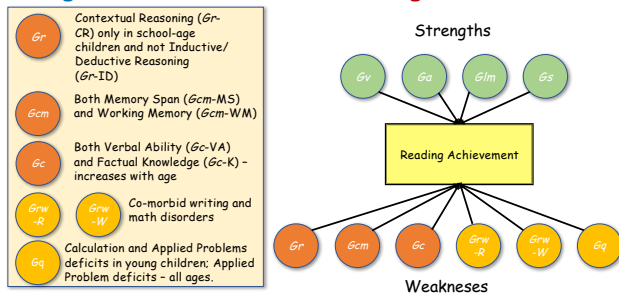 Gr
Contextual Reasoning (Gr-
CR) only in school-age
children and not Inductive/
Deductive Reasoning
(Gr-ID)
Gcm
Both Memory Span (Gcm-MS)
and Working Memory (Gcm-WM)
Gc
Both Verbal Ability (Gc-VA)
and Factual Knowledge (Gc-K) –
increases with age
Grw
-R
Grw
-W
Co-morbid writing and
math disorders
Gq
Calculation and Applied Problems
deficits in young children; Applied
Problem deficits – all ages.
Strengths
Gv
Ga
Glm
Gs
Reading Achievement
Gr
Gcm
Gc
Grw
-R
Grw
-W
Gq
Weakneses